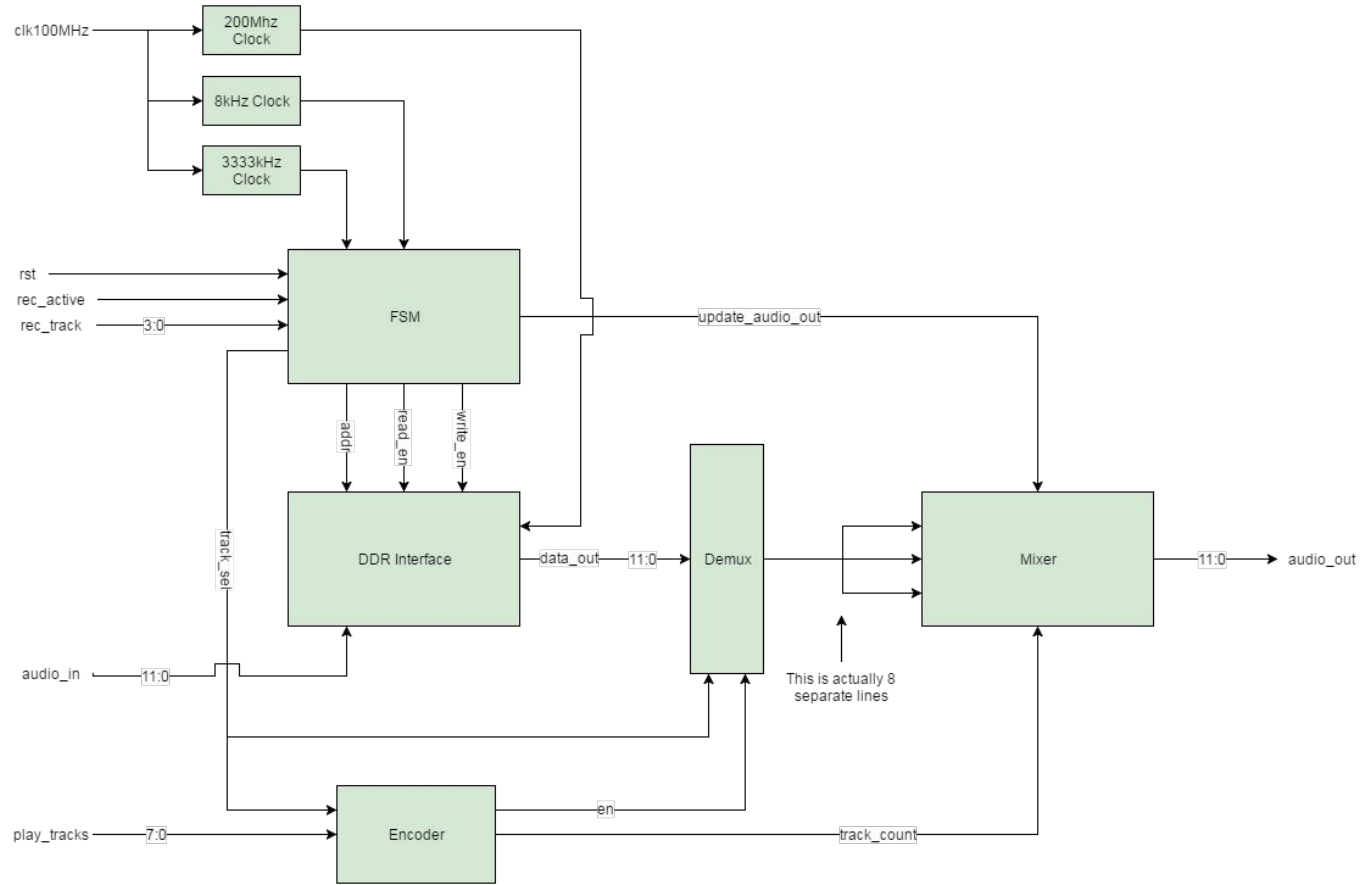 clk100MHz
200Mhz
Clock
8kHz Clock
3333kHz
Clock
rst
rec_active
rec_track
3:0
FSM
update_audio_out
addr
read_en
write_en
track_sel
DDR Interface
data_out
11:0
Demux
Mixer
11:0
audio_out
audio_in
11:0
This is actually 8
separate lines
play_tracks
7:0
Encoder
en
track_count